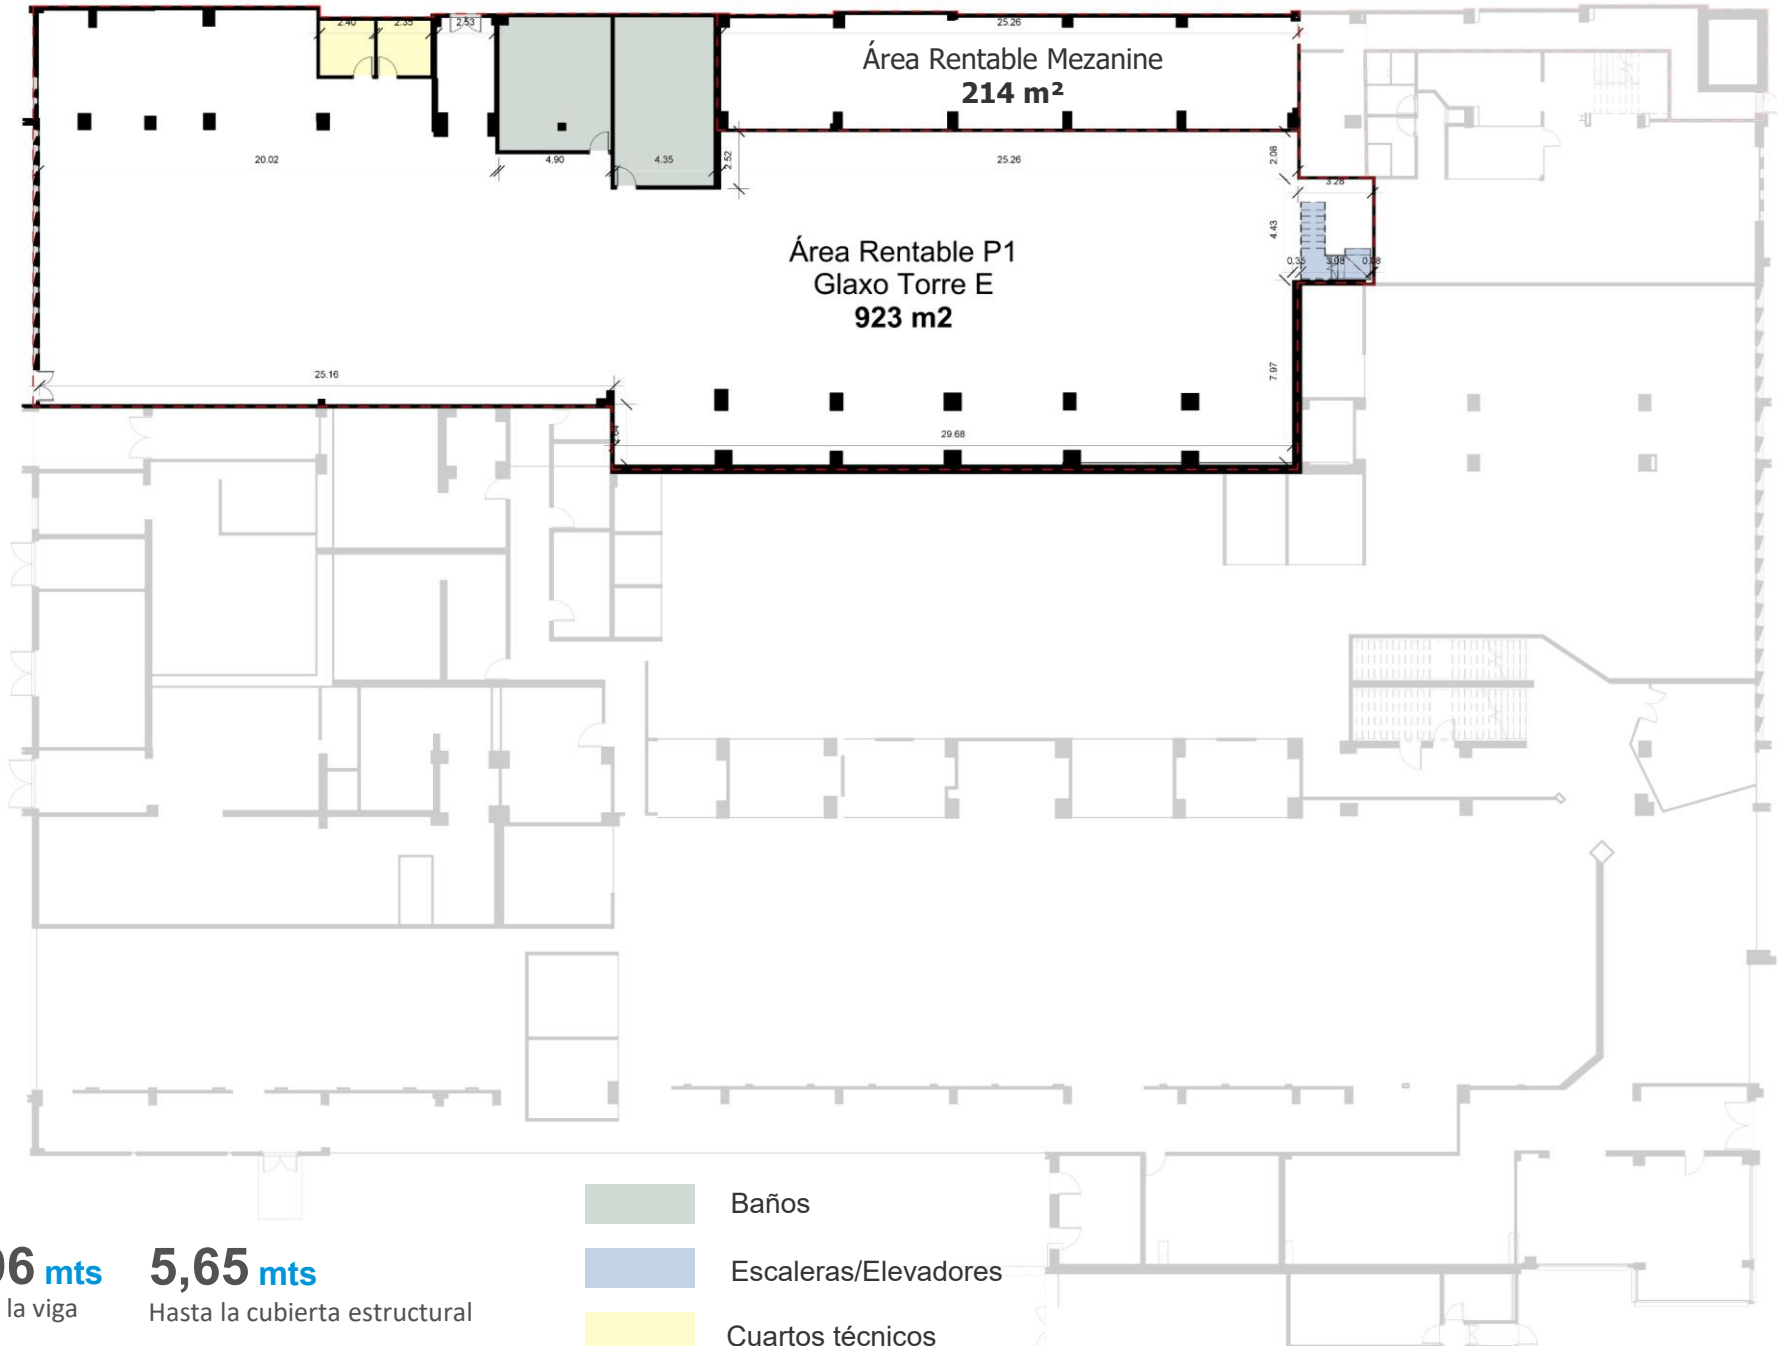 2.40
2.35
2.53
25.26
Área Rentable Mezanine
214 m²
20.02
4.90
4.35
2.52
25.26
2.06
3.28
4.43
Área Rentable P1
Glaxo Torre E
923 m2
0.35
3.08
25.16
7.97
29.68
Baños
06 mts
5,65 mts
Escaleras/Elevadores
la viga
Hasta la cubierta estructural
Cuartos técnicos